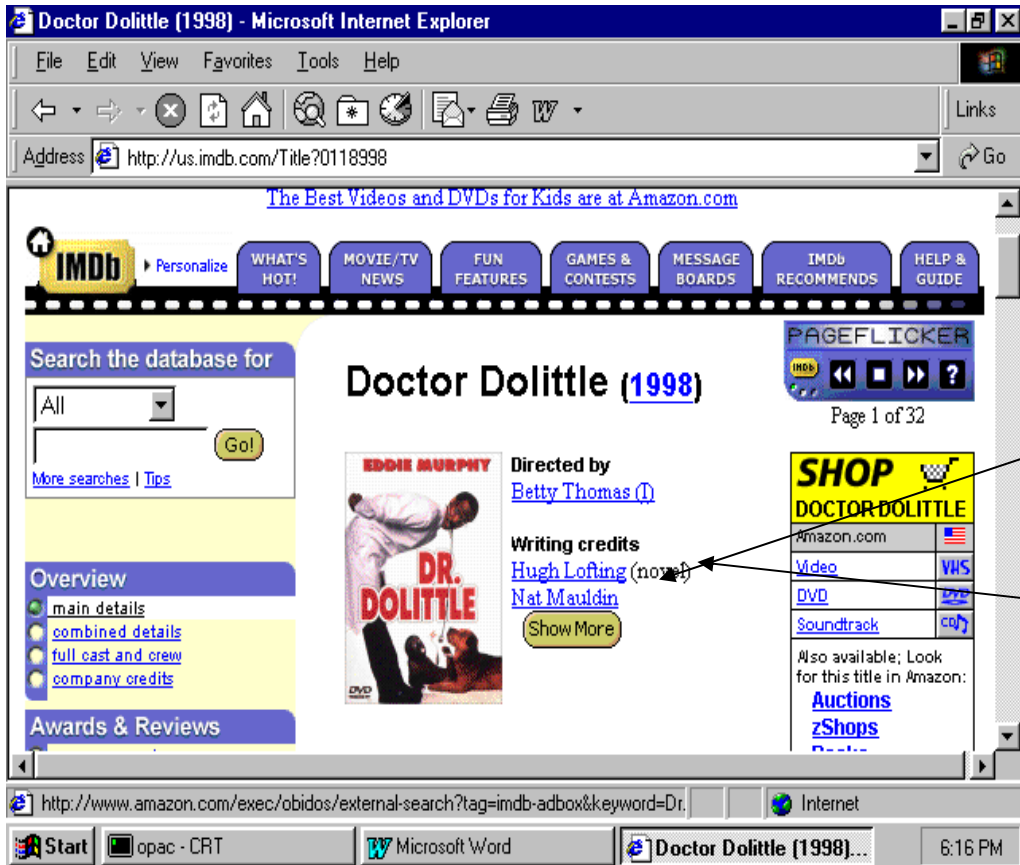 Doctor Dolittle (1998) - Microsoft Internet Explorer
File Edit View Favorites Tools Help
Links
Address http://us.imdb.com/Title?0118998 Go
The Best Videos and DVDs for Kids are at Amazon.com
IMDb Personalize
WHAT'S HOT!
MOVIE/TV NEWS
FUN FEATURES
GAMES & CONTESTS
MESSAGE BOARDS
IMDb RECOMMENDS
HELP & GUIDE
Search the database for
All
Go!
More searches | Tips
Overview
main details
combined details
full cast and crew
company credits
Awards & Reviews
Doctor Dolittle (1998)
EDDIE MURPHY
DR.
DOLITTLE
DVD
Directed by
Betty Thomas (I)
Writing credits
Hugh Lofting (novel)
Nat Mauldin
Show More
PAGEFLICKER
IMDb
?
Page 1 of 32
SHOP
DOCTOR DOLITTLE
Amazon.com
Video VHS
DVD DVD
Soundtrack CD
Also available; Look
for this title in Amazon:
Auctions
zShops
http://www.amazon.com/exec/obidos/external-search?tag=imdb-adbox&keyword=Dr. Internet
Start opac - CRT Microsoft Word Doctor Dolittle (1998)... 6:16 PM